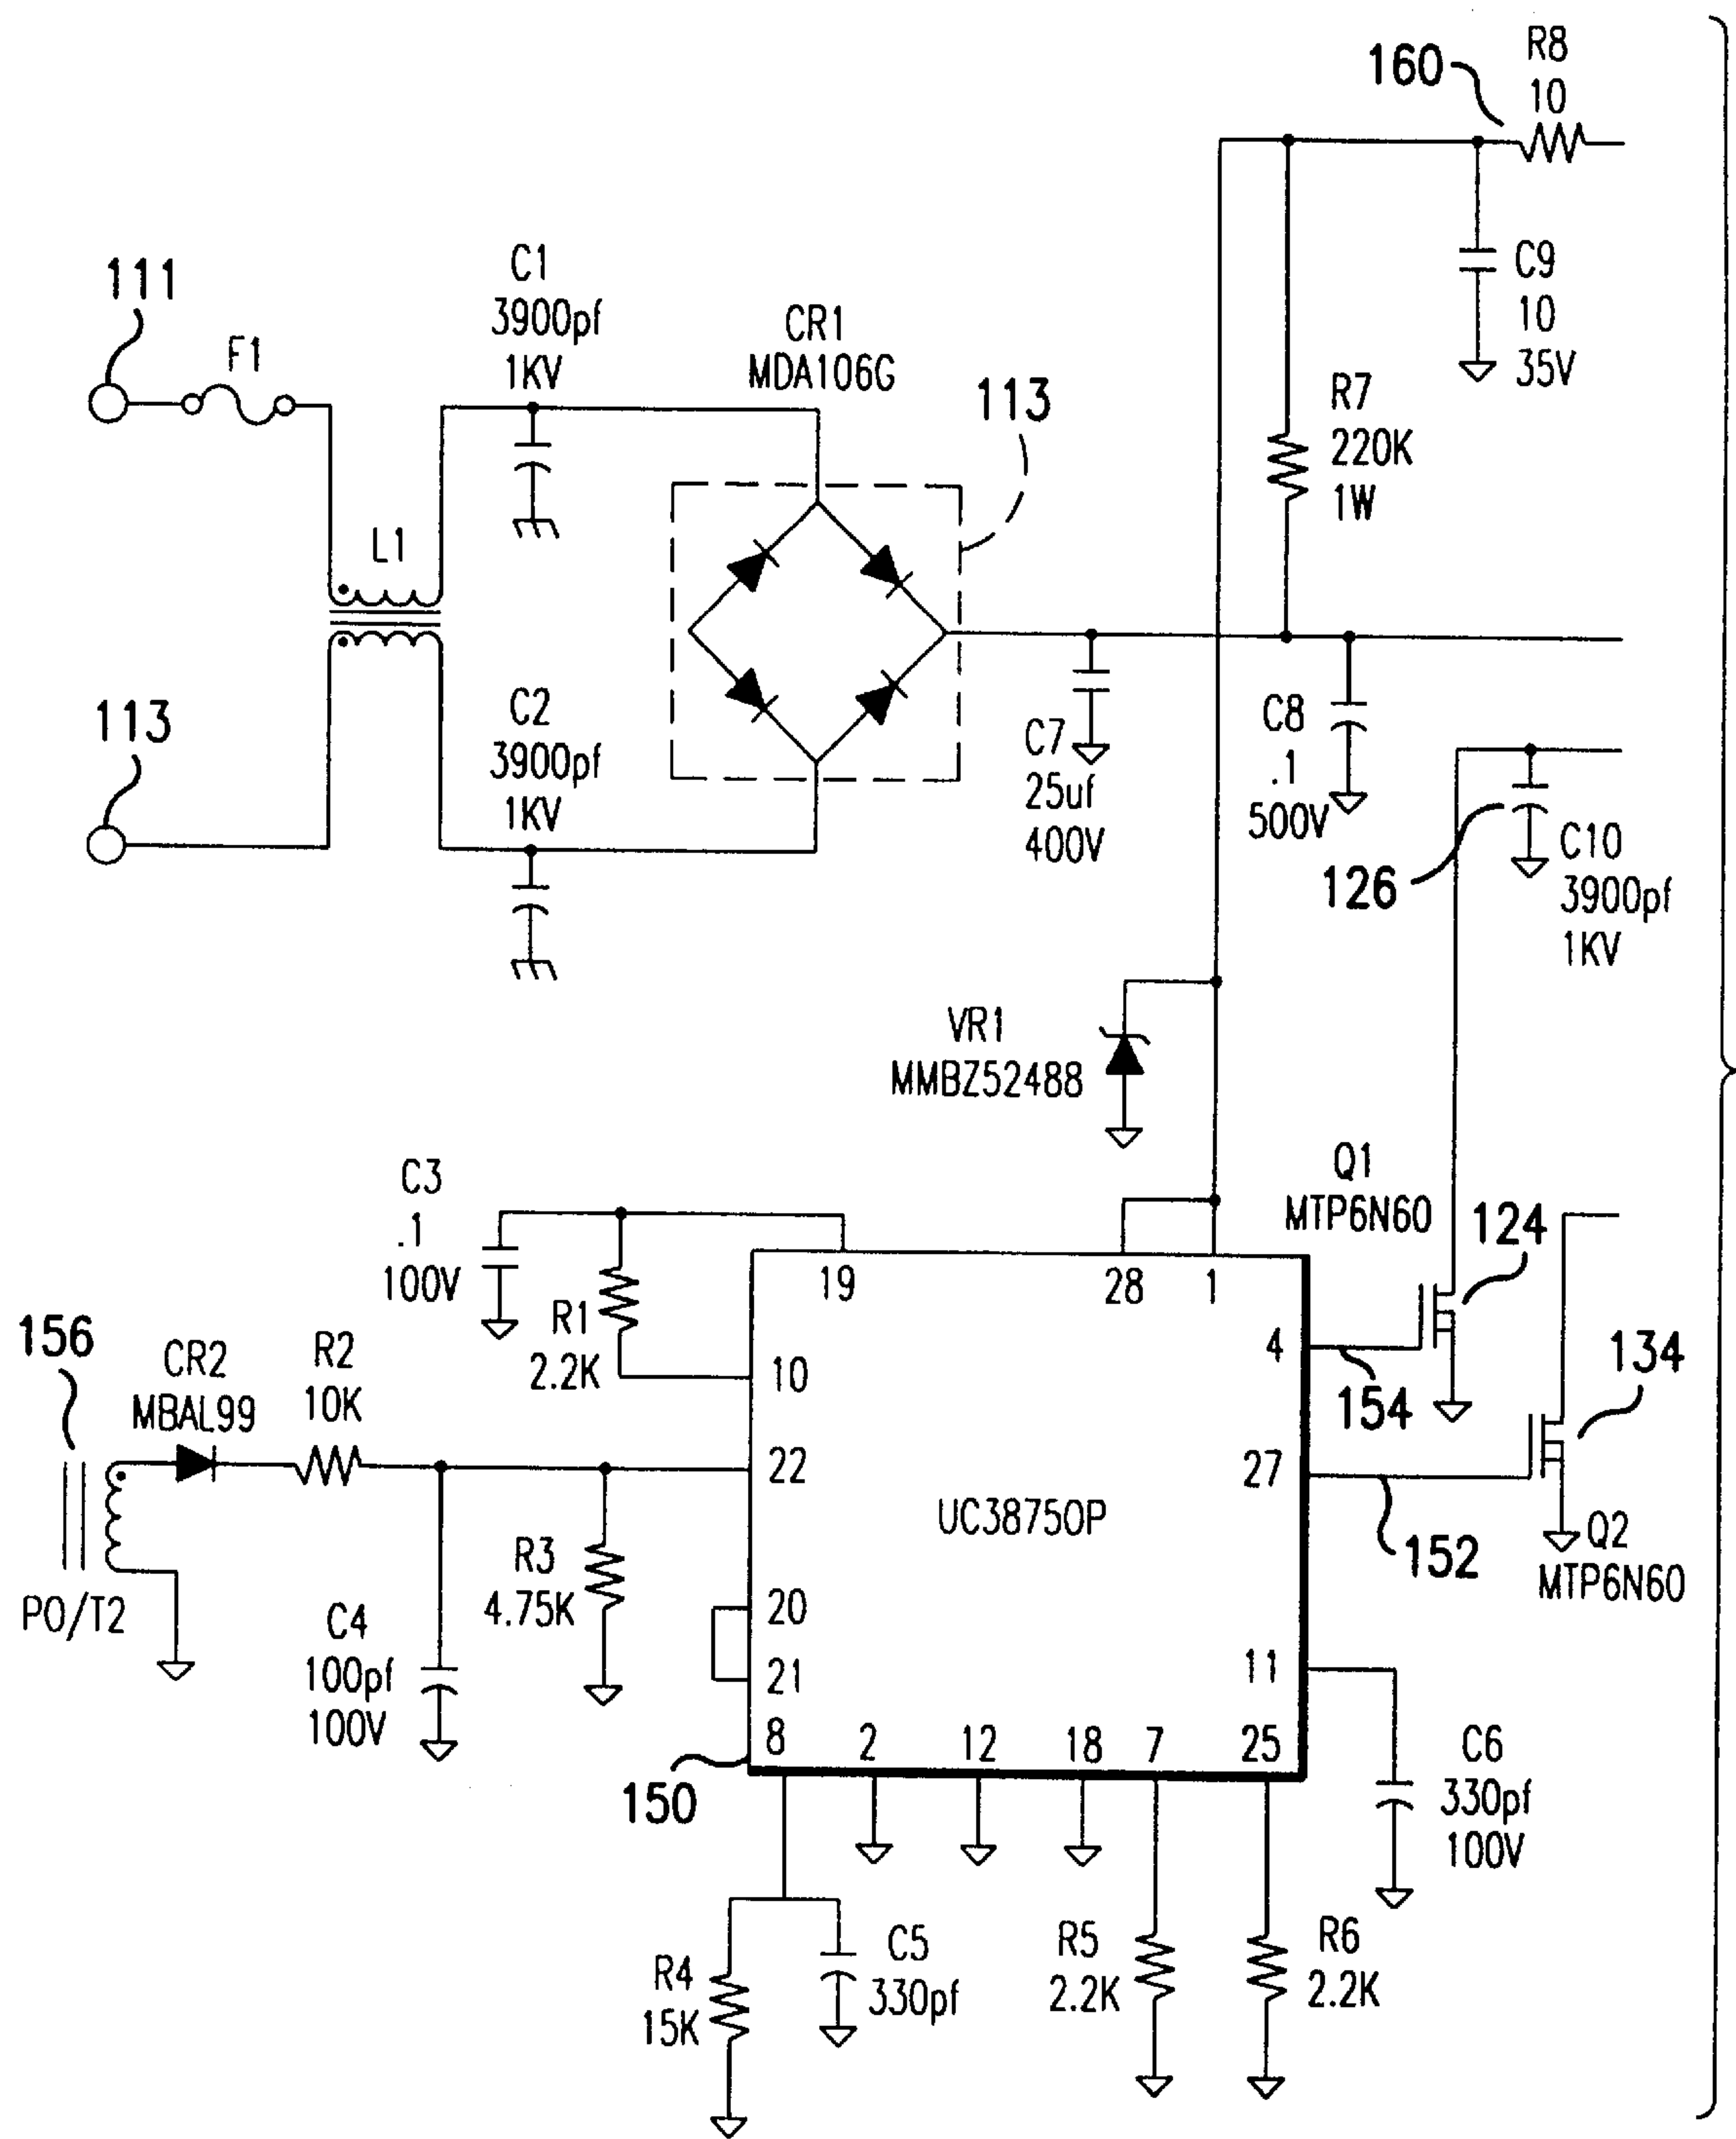 160
R8
10
111
F1
C1
3900pf
1KV
CR1
MDA106G
113
C9
10
35V
R7
220K
1W
L1
113
C2
3900pf
1KV
C7
25uf
400V
C8
.1
500V
126
C10
3900pf
1KV
VR1
MMBZ52488
C3
.1
100V
R1
2.2K
19
28
1
Q1
MTP6N60
124
4
154
134
156
CR2
MBAL99
R2
10K
10
22
27
152
Q2
MTP6N60
UC38750P
PO/T2
R3
4.75K
C4
100pf
100V
20
21
11
8
2
12
18
7
25
150
C6
330pf
100V
R4
15K
C5
330pf
R5
2.2K
R6
2.2K